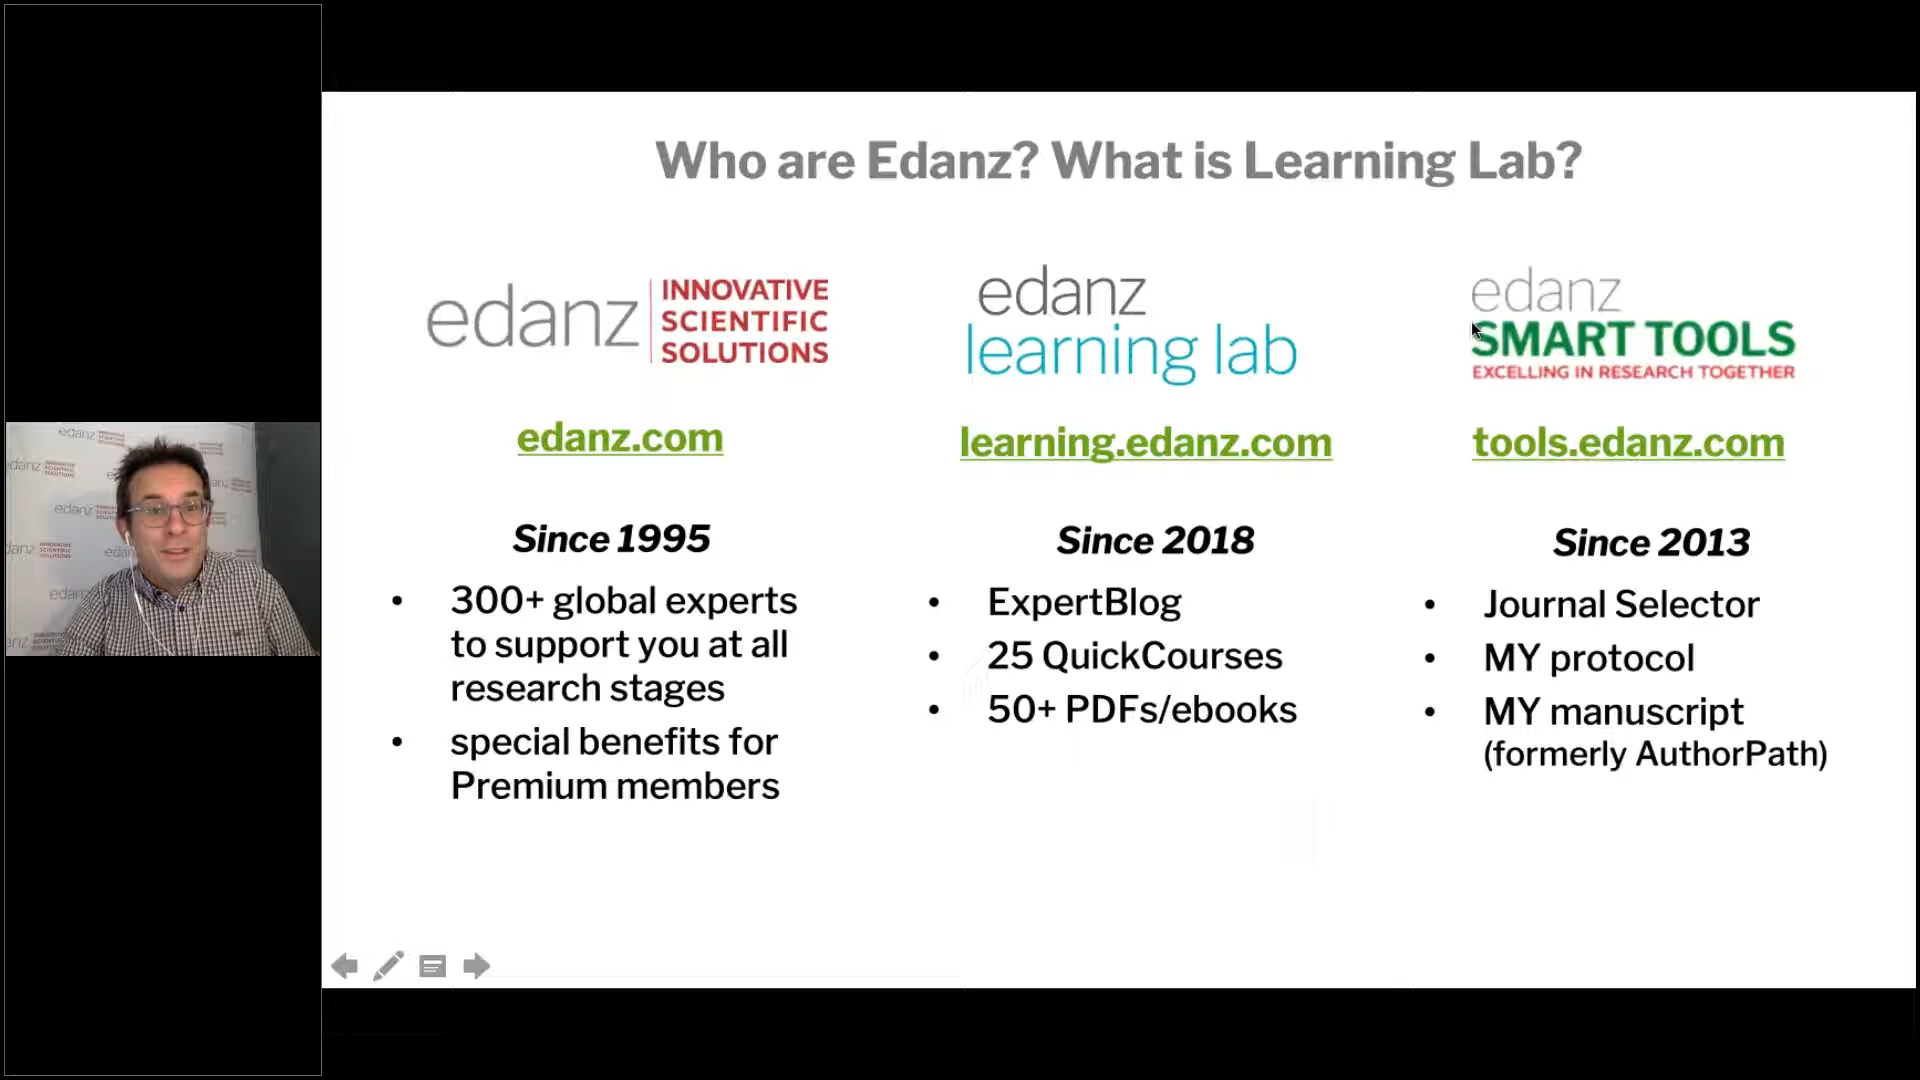 Who are Edanz? What is Learning Lab?
edanz
INNOVATIVE
SCIENTIFIC
SOLUTIONS
edanz.com
Since 1995
• 300+ global experts
to support you at all
research stages
• special benefits for
Premium members
edanz
learning lab
learning.edanz.com
Since 2018
• ExpertBlog
• 25 QuickCourses
• 50+ PDFs/ebooks
edanz
SMART TOOLS
EXCELLING IN RESEARCH TOGETHER
tools.edanz.com
Since 2013
• Journal Selector
• MY protocol
• MY manuscript
(formerly AuthorPath)